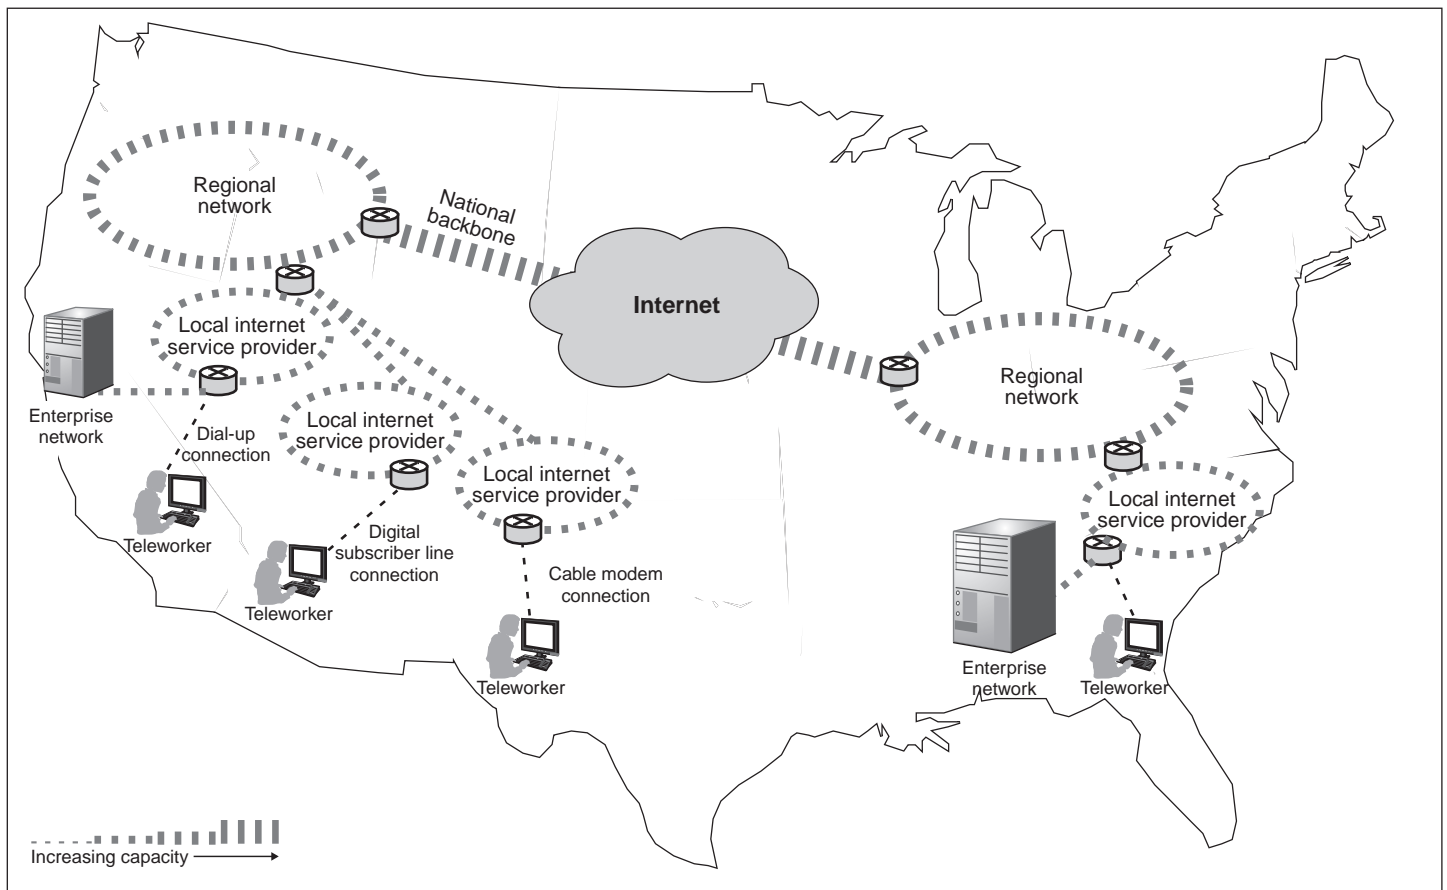 Regional
network
National
backbone
Internet
Local internet
service provider
Enterprise
network
Dial-up
connection
Teleworker
Local internet
service provider
Digital
subscriber line
connection
Teleworker
Local internet
service provider
Cable modem
connection
Teleworker
Regional
network
Local internet
service provider
Enterprise
network
Teleworker
Increasing capacity